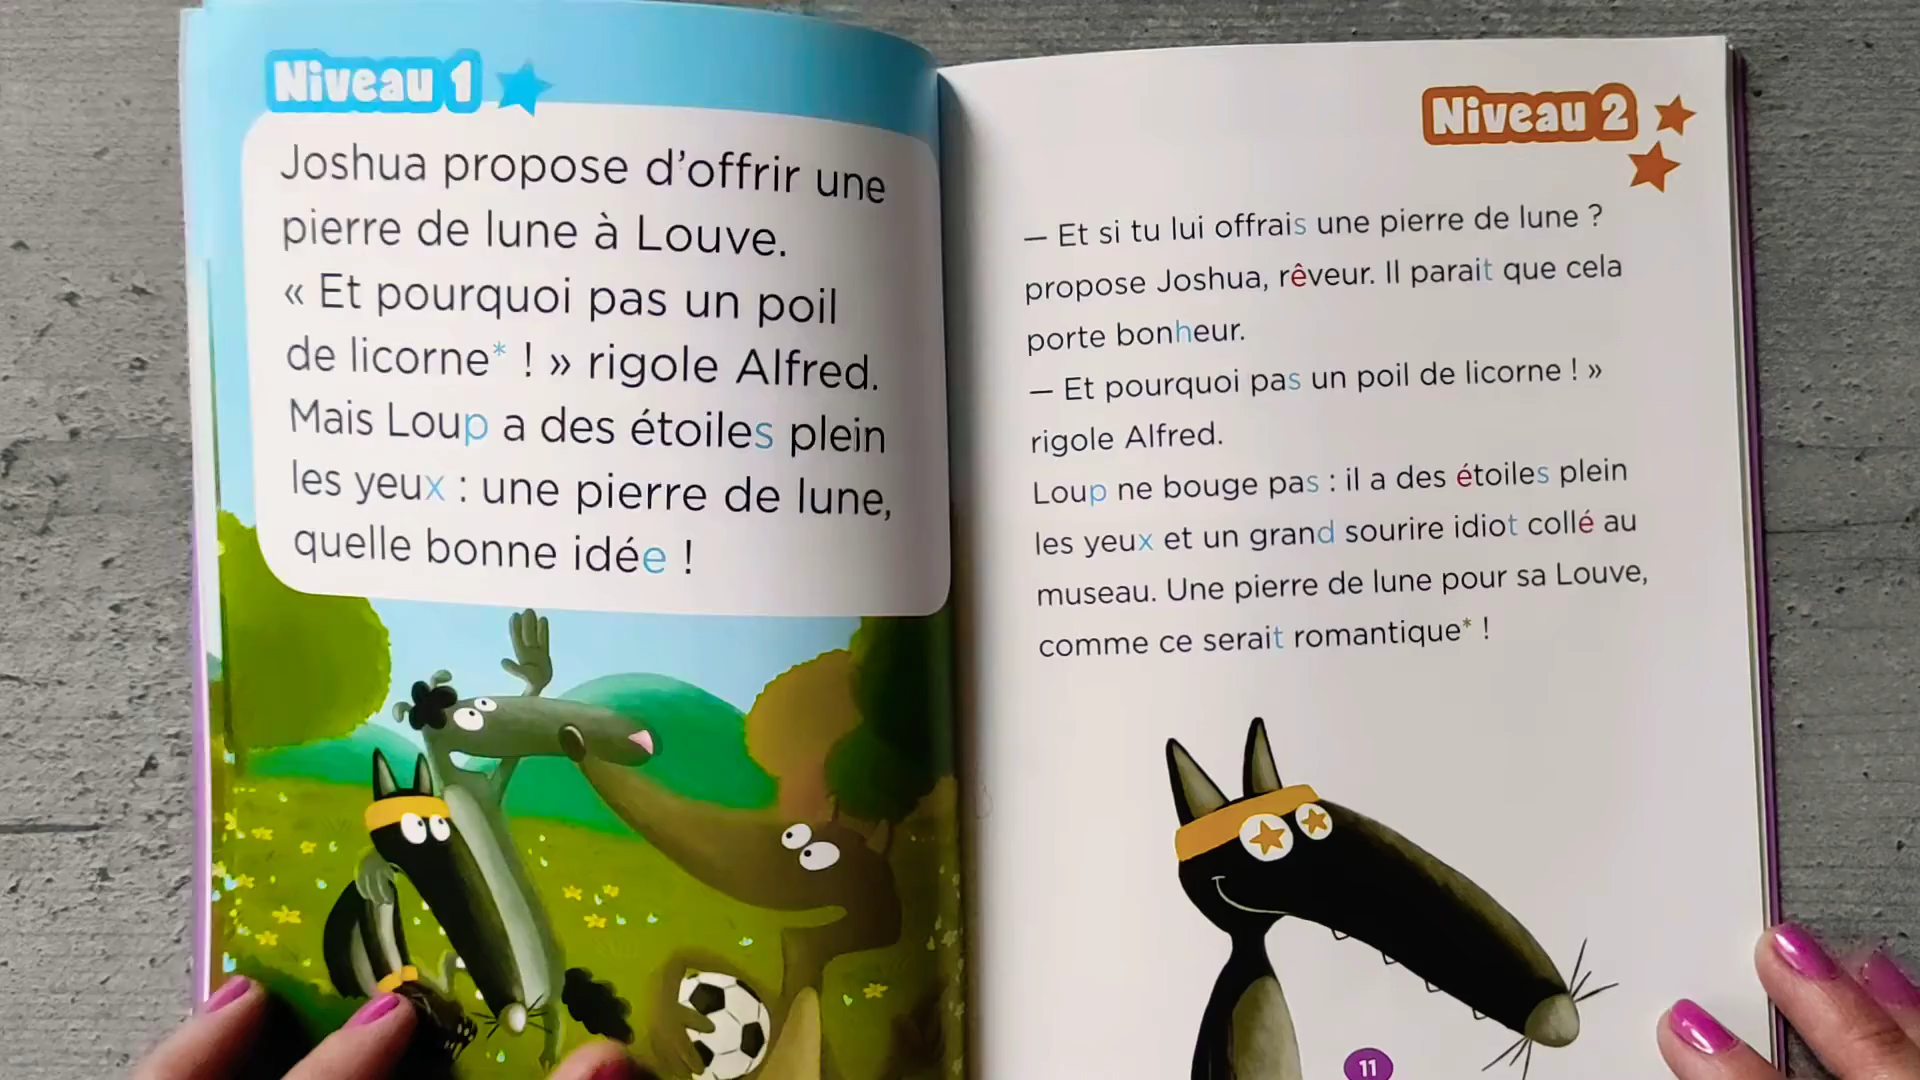 Niveau 1
Joshua propose d'offrir une
pierre de lune à Louve.
« Et pourquoi pas un poil
de licorne* ! » rigole Alfred.
Mais Loup a des étoiles plein
les yeux : une pierre de lune,
quelle bonne idée !
Niveau 2
— Et si tu lui offrais une pierre de lune ?
propose Joshua, rêveur. Il parait que cela
porte bonheur.
— Et pourquoi pas un poil de licorne ! »
rigole Alfred.
Loup ne bouge pas : il a des étoiles plein
les yeux et un grand sourire idiot collé au
museau. Une pierre de lune pour sa Louve,
comme ce serait romantique* !
11